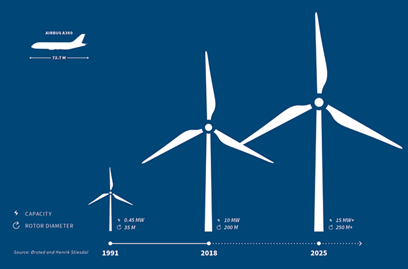 AIRBUS A380
72.7 M
CAPACITY
ROTOR DIAMETER
0.45 MW
35 M
10 MW
200 M
15 MW+
250 M+
Source: Ørsted and Henrik Stiesdal
1991
2018
2025